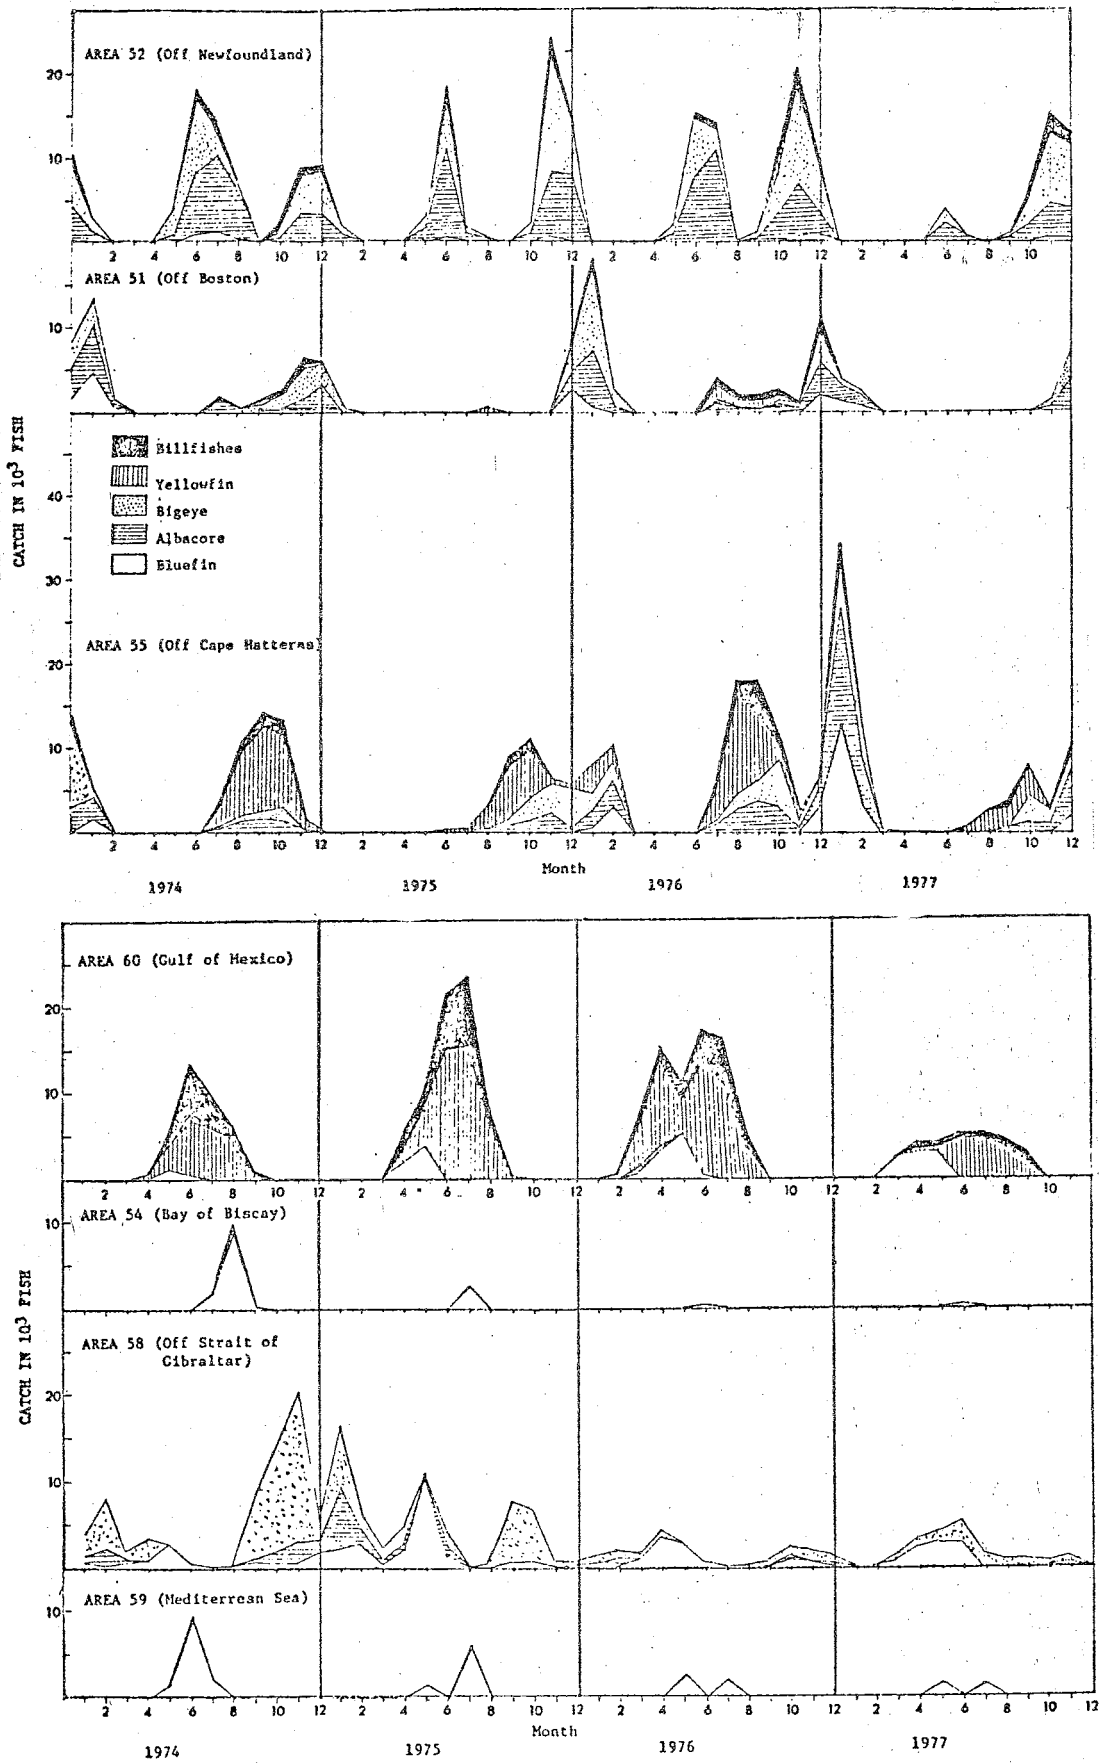 AREA 52 (Off Newfoundland)
20
10
2 4 6 8 10 12 2 4 6 8 10 12 2 4 6 8 10 12 2 4 6 8 10
AREA 51 (Off Boston)
10
CATCH IN 10³ FISH
Billfishes
Yellowfin
Bigeye
Albacore
Bluefin
40
30
AREA 55 (Off Cape Hatterms)
20
10
2 4 6 8 10 12 2 4 6 8 10 12 2 4 6 8 10 12 2 4 6 8 10 12
Month
1974 1975 1976 1977
AREA 60 (Gulf of Mexico)
20
10
2 4 6 8 10 12 2 4 6 8 10 12 2 4 6 8 10 12 2 4 6 8 10
AREA 54 (Bay of Biscay)
10
CATCH IN 10³ FISH
AREA 58 (Off Strait of
Gibraltar)
20
10
AREA 59 (Mediterrean Sea)
10
2 4 6 8 10 12 2 4 6 8 10 12 2 4 6 8 10 12 2 4 6 8 10 12
Month
1974 1975 1976 1977